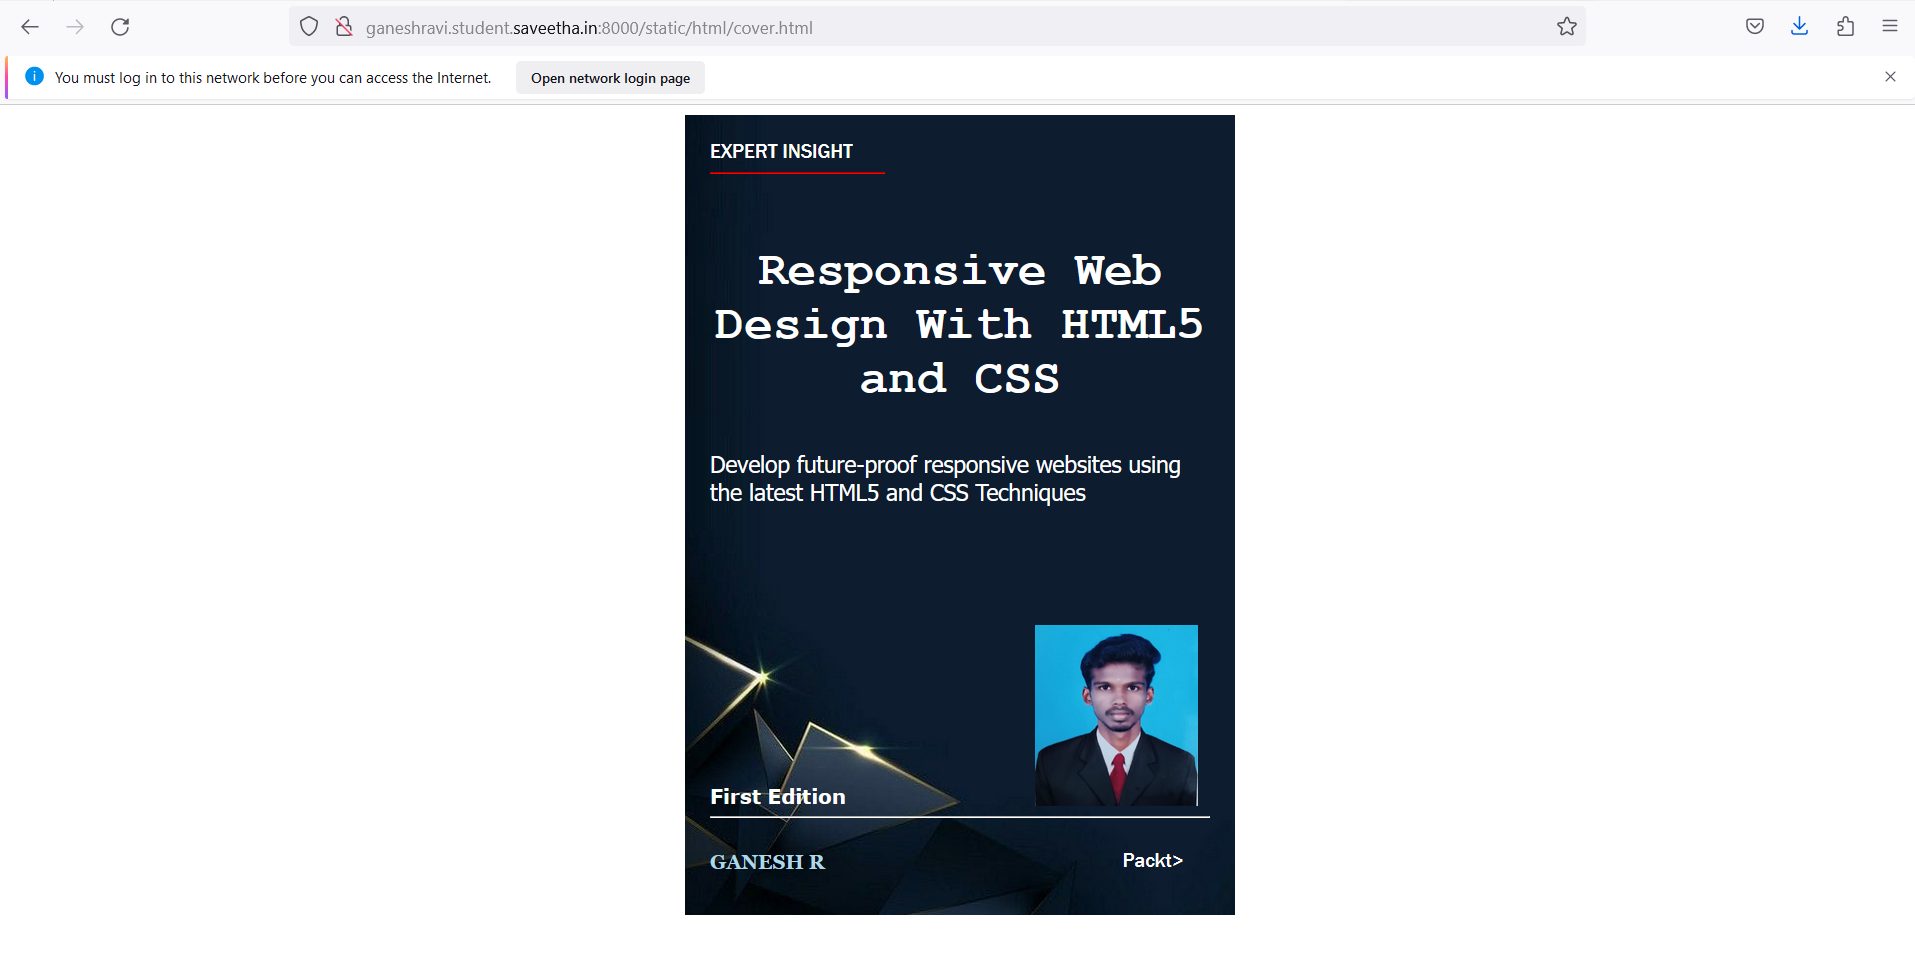 ganeshravi.student.saveetha.in:8000/static/html/cover.html
You must log in to this network before you can access the Internet. Open network login page
EXPERT INSIGHT
Responsive Web
Design With HTML5
and CSS
Develop future-proof responsive websites using
the latest HTML5 and CSS Techniques
First Edition
GANESH R Packt>